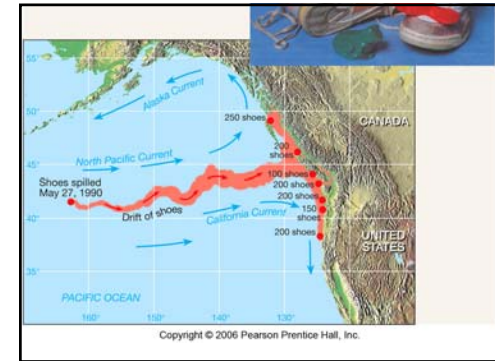 55°
50°
45°
40°
35°
Alaska Current
250 shoes
CANADA
North Pacific Current
200
shoes
100 shoes
200 shoes
200 shoes
150
shoes
200 shoes
Shoes spilled
May 27, 1990
Drift of shoes
California Current
UNITED
STATES
PACIFIC OCEAN
160°
150°
140°
130°
Copyright © 2006 Pearson Prentice Hall, Inc.